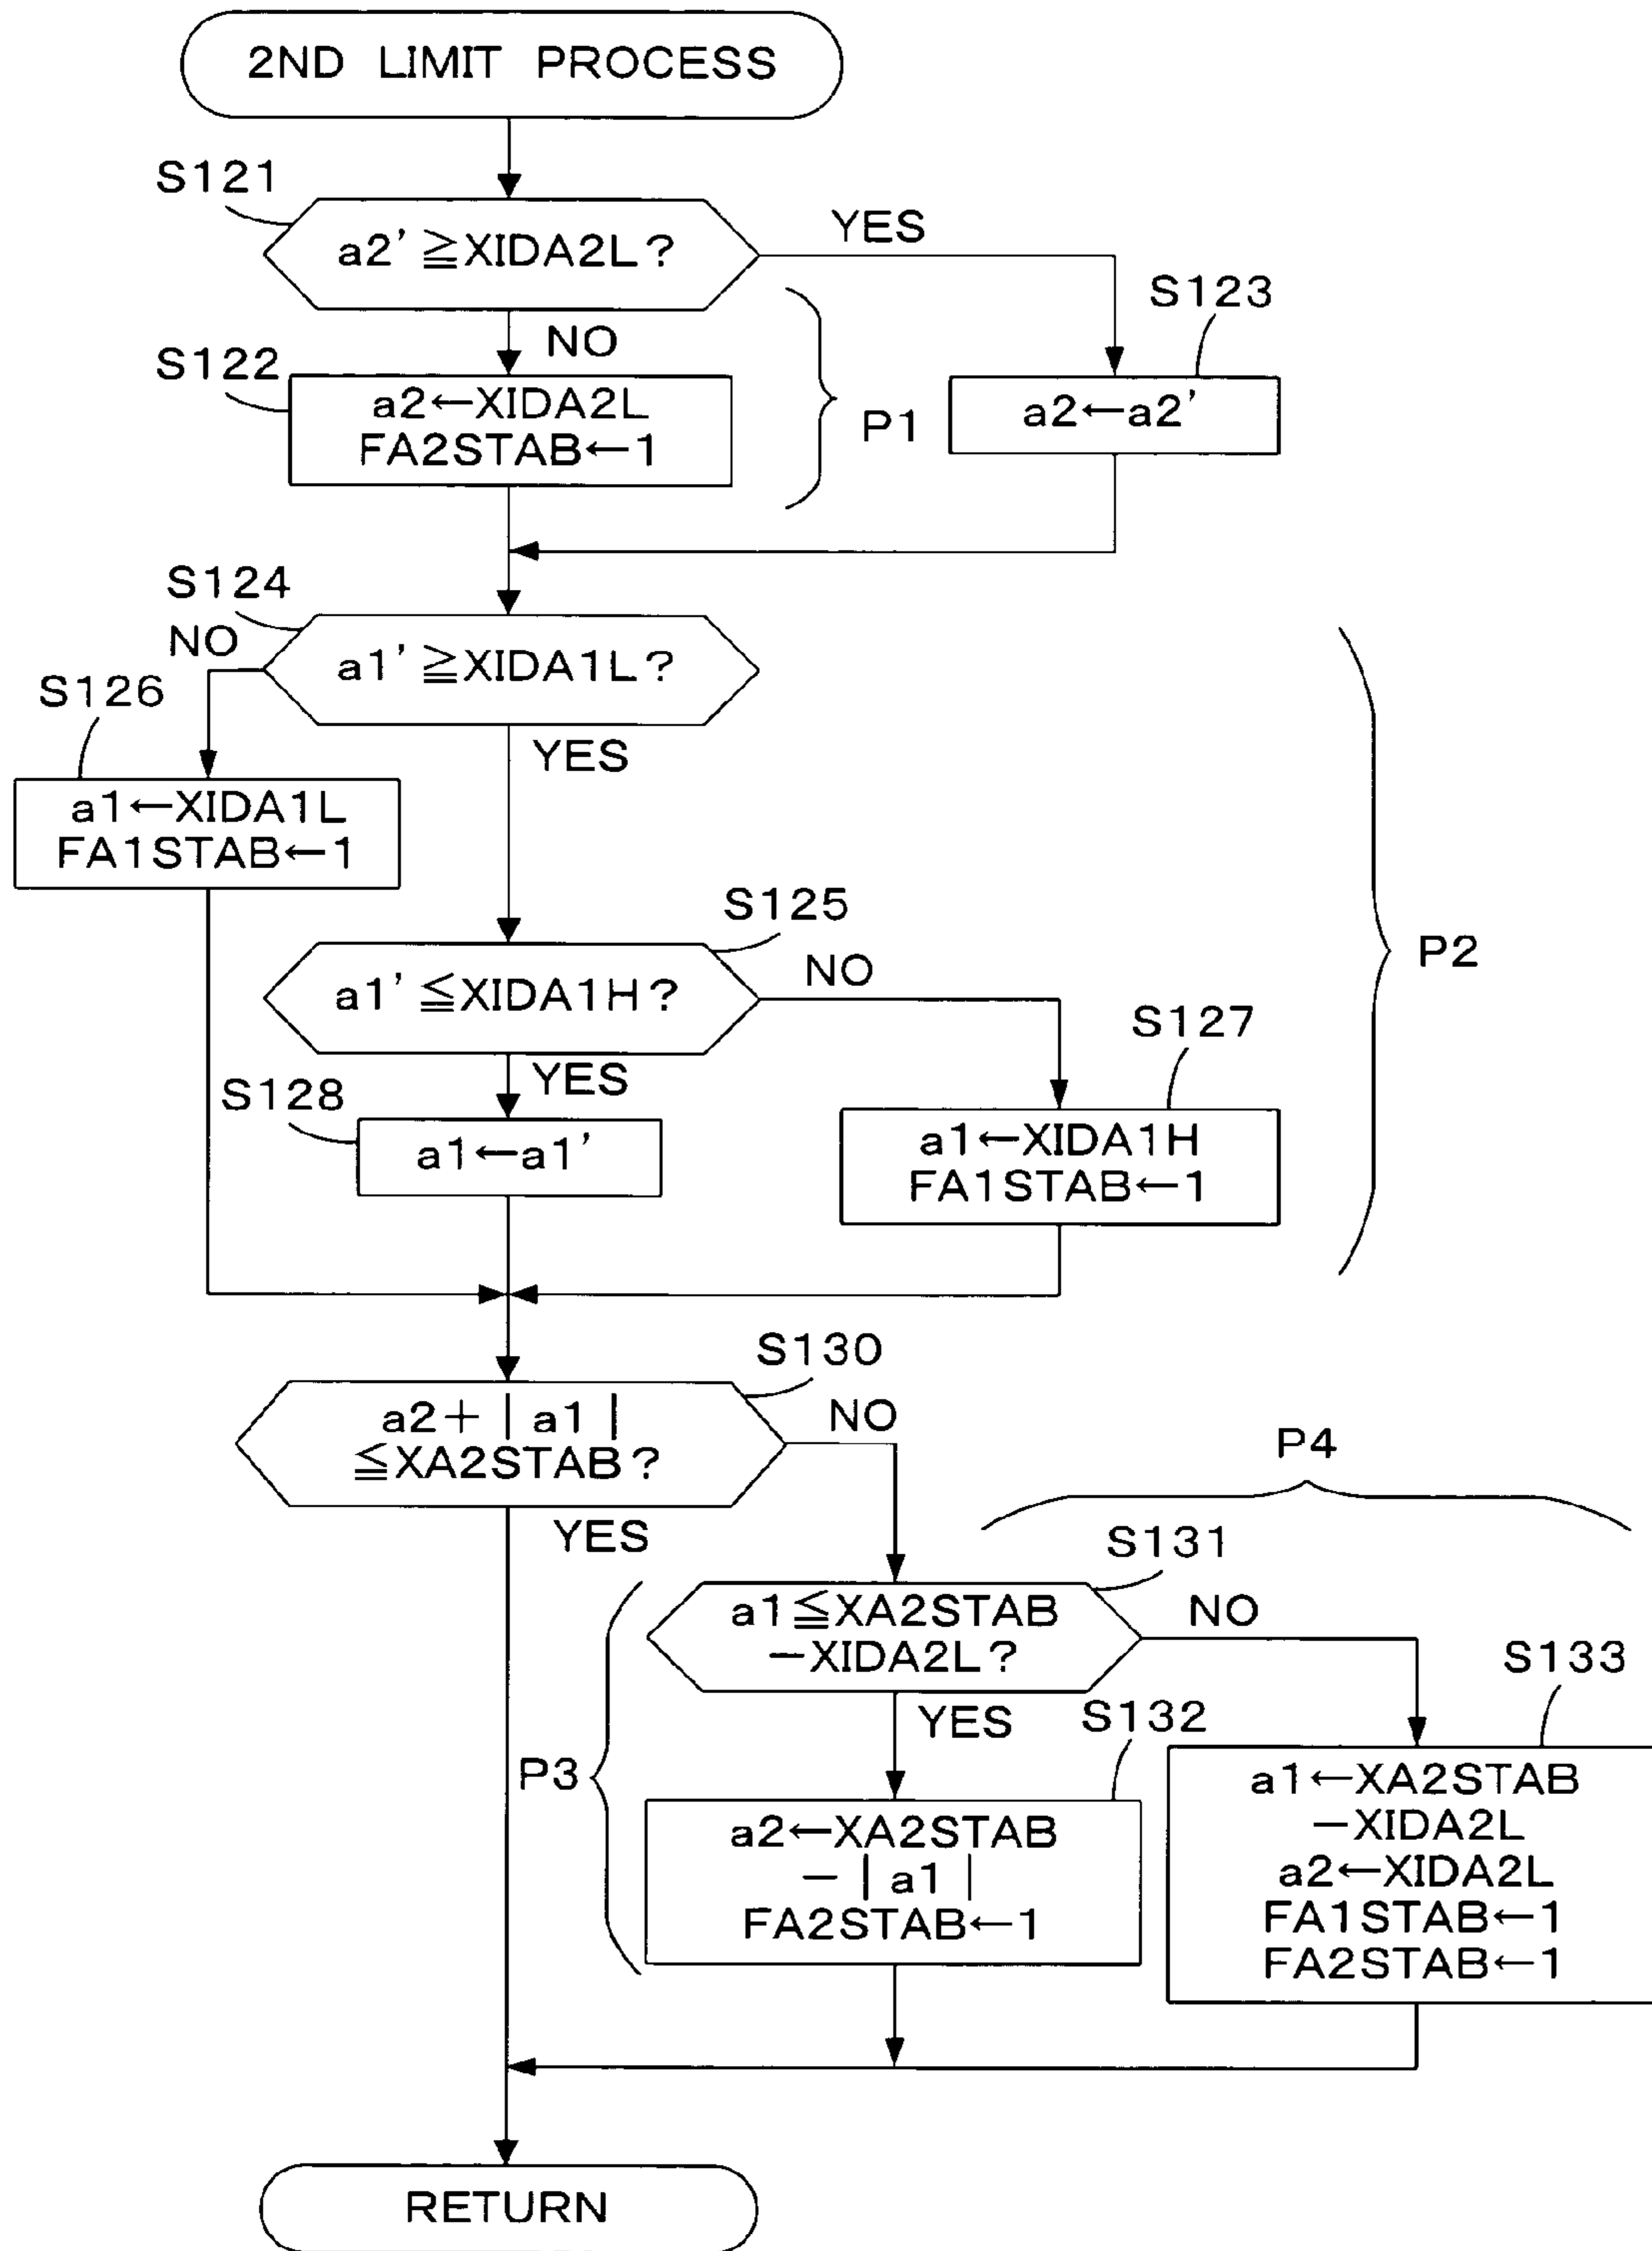 2ND LIMIT PROCESS
S121
a2' ≧XIDA2L?
YES
S123
NO
S122
a2←XIDA2L
FA2STAB←1
P1
a2←a2'
S124
NO
a1' ≧XIDA1L?
S126
YES
a1←XIDA1L
FA1STAB←1
S125
P2
a1' ≦XIDA1H?
NO
S127
YES
S128
a1←a1'
a1←XIDA1H
FA1STAB←1
S130
a2+|a1|
≦XA2STAB?
NO
P4
YES
S131
a1≦XA2STAB
−XIDA2L?
NO
S133
YES
S132
P3
a2←XA2STAB
−|a1|
FA2STAB←1
a1←XA2STAB
−XIDA2L
a2←XIDA2L
FA1STAB←1
FA2STAB←1
RETURN